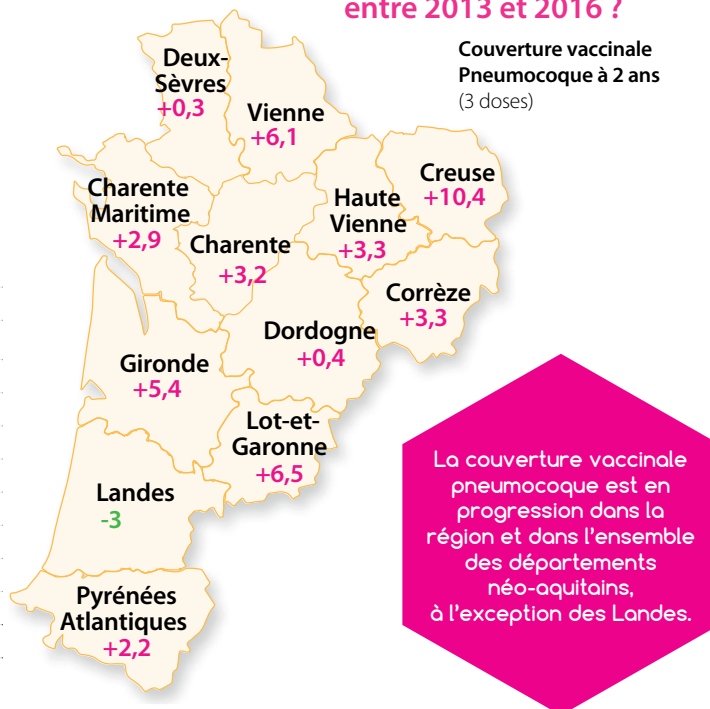 entre 2013 et 2016 ?
Couverture vaccinale
Pneumocoque à 2 ans
(3 doses)
Deux-
Sèvres
+0,3
Vienne
+6,1
Creuse
+10,4
Charente
Maritime
+2,9
Haute
Vienne
+3,3
Charente
+3,2
Corrèze
+3,3
Dordogne
+0,4
Gironde
+5,4
Lot-et-
Garonne
+6,5
Landes
-3
Pyrénées
Atlantiques
+2,2
La couverture vaccinale
pneumocoque est en
progression dans la
région et dans l'ensemble
des départements
néo-aquitains,
à l'exception des Landes.